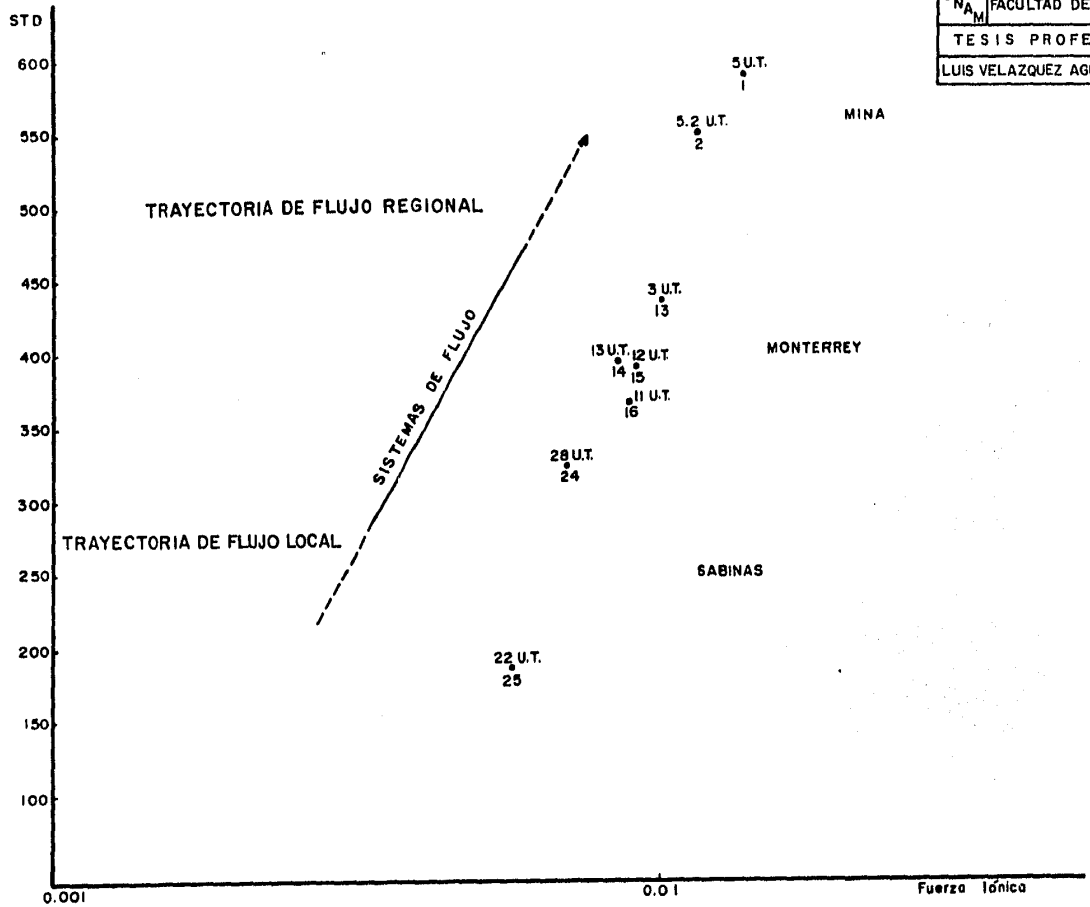 STD
NAM FACULTAD DE
TESIS PROFE
LUIS VELAZQUEZ AGU
600
5 U.T.
1
MINA
550
5.2 U.T.
2
500
TRAYECTORIA DE FLUJO REGIONAL
450
3 U.T.
13
SISTEMAS DE FLUJO
400
13 U.T.
14
12 U.T.
15
MONTERREY
11 U.T.
16
350
28 U.T.
24
300
TRAYECTORIA DE FLUJO LOCAL
250
SABINAS
200
22 U.T.
25
150
100
0.001
0.01
Fuerza Iónica